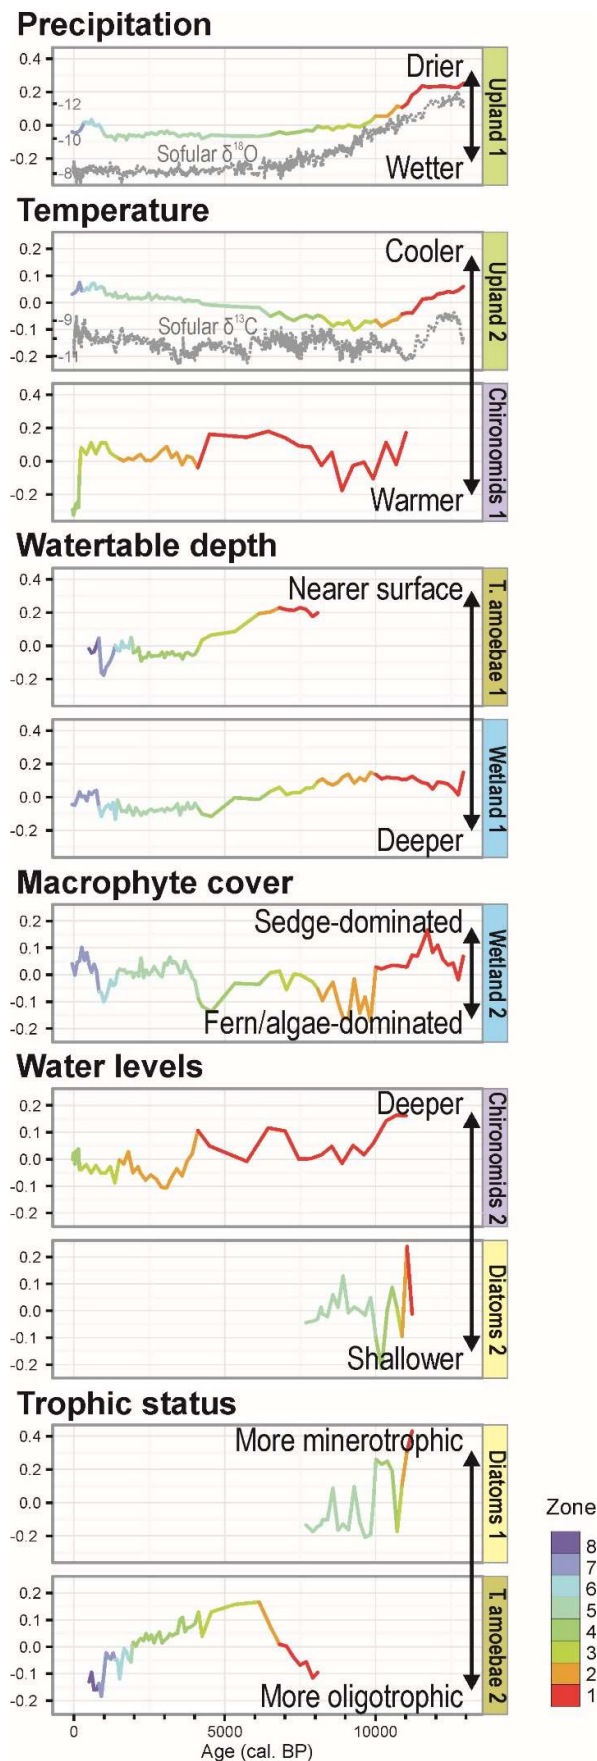 Precipitation
0.4
0.2
0.0
-0.2
-12
-10
-8
Drier
Sofular δ18O
Wetter
Upland 1
Temperature
0.2
0.1
0.0
-0.1
-0.2
-9
-11
Cooler
Sofular δ13C
Upland 2
0.4
0.2
0.0
-0.2
Warmer
Chironomids 1
Watertable depth
0.4
0.2
0.0
-0.2
Nearer surface
T. amoebae 1
0.4
0.2
0.0
-0.2
Deeper
Wetland 1
Macrophyte cover
0.2
0.1
0.0
-0.1
-0.2
Sedge-dominated
Fern/algae-dominated
Wetland 2
Water levels
0.2
0.1
0.0
-0.1
-0.2
Deeper
Chironomids 2
0.2
0.1
0.0
-0.1
-0.2
Shallower
Diatoms 2
Trophic status
0.4
0.2
0.0
-0.2
More minerotrophic
Diatoms 1
0.2
0.1
0.0
-0.1
-0.2
More oligotrophic
T. amoebae 2
0
5000
10000
Age (cal. BP)
Zone
8
7
6
5
4
3
2
1